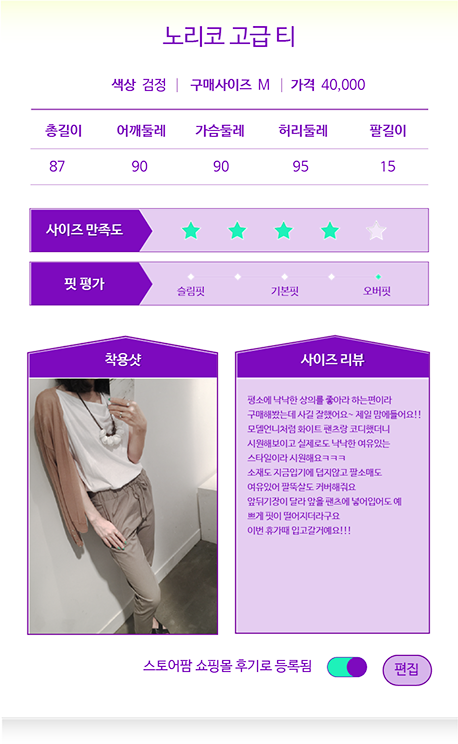 노리코 고급 티
색상 검정 | 구매사이즈 M | 가격 40,000
총길이 어깨둘레 가슴둘레 허리둘레 팔길이
87 90 90 95 15
사이즈 만족도
핏 평가
슬림핏 기본핏 오버핏
착용샷
사이즈 리뷰
평소에 낙낙한 상의를 좋아라 하는편이라
구매해봤는데 사길 잘했어요~ 제일 맘에들어요!!
모델언니처럼 화이트 팬츠랑 코디했더니
시원해보이고 실제로도 낙낙한 여유있는
스타일이라 시원해요ㅋㅋㅋ
소재도 지금입기에 덥지않고 팔소매도
여유있어 팔뚝살도 커버해줘요
앞뒤기장이 달라 앞을 팬츠에 넣어입어도 예
쁘게 핏이 떨어지더라구요
이번 휴가때 입고갈거예요!!!
스토어팜 쇼핑몰 후기로 등록됨
편집